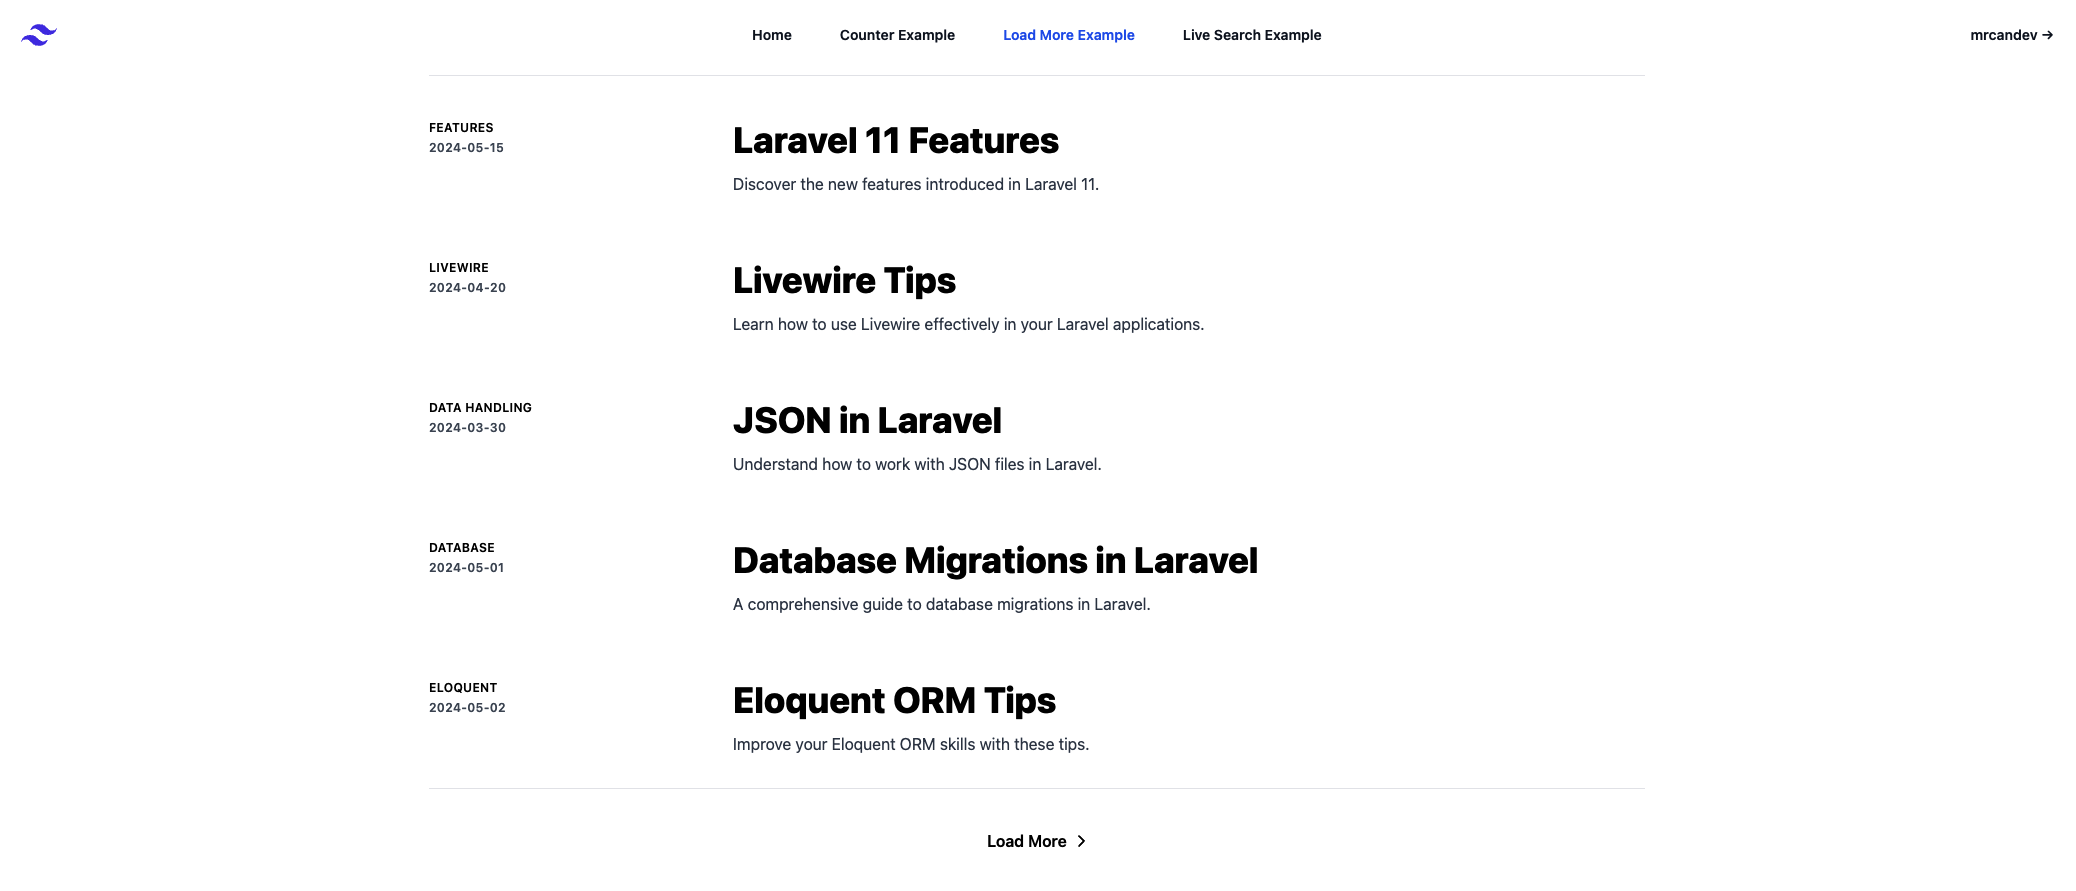 Home
Counter Example
Load More Example
Live Search Example
mrcandev →
FEATURES
2024-05-15
Laravel 11 Features
Discover the new features introduced in Laravel 11.
LIVEWIRE
2024-04-20
Livewire Tips
Learn how to use Livewire effectively in your Laravel applications.
DATA HANDLING
2024-03-30
JSON in Laravel
Understand how to work with JSON files in Laravel.
DATABASE
2024-05-01
Database Migrations in Laravel
A comprehensive guide to database migrations in Laravel.
ELOQUENT
2024-05-02
Eloquent ORM Tips
Improve your Eloquent ORM skills with these tips.
Load More